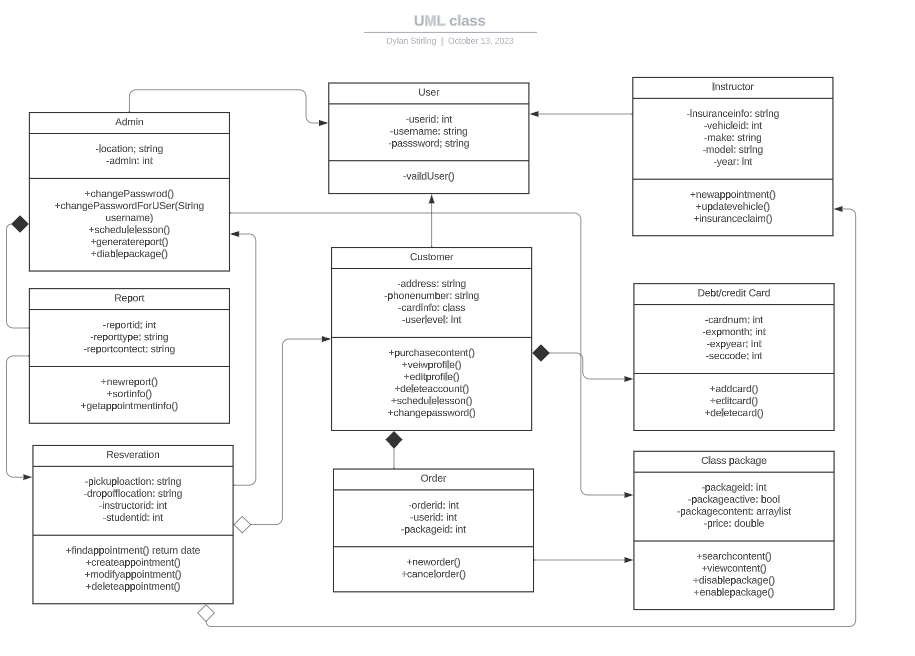 UML class
Dylan Stirling | October 13, 2023
Admin
-location; string
-admin: int
+changePasswrod()
+changePasswordForUSer(String
username)
+schedulelesson()
+generatereport()
+diablepackage()
User
-userid: int
-username: string
-passsword; string
-vaildUser()
Instructor
-insuranceinfo: string
-vehicleid: int
-make: string
-model: string
-year: int
+newappointment()
+updatevehicle()
+insuranceclaim()
Report
-reportid; int
-reporttype; string
-reportcontect; string
+newreport()
+sortinfo()
+getappointmentinfo()
Customer
-address: string
-phonenumber: string
-cardinfo: class
-userlevel: int
+purchasecontent()
+veiwprofile()
+editprofile()
+deleteaccount()
+schedulelesson()
+changepassword()
Debt/credit Card
-cardnum; int
-expmonth; int
-expyear; int
-seccode; int
+addcard()
+editcard()
+deletecard()
Resveration
-pickuploaction: string
-dropofflocation: string
-instructorid: int
-studentid: int
+findappointment() return date
+createappointment()
+modifyappointment()
+deleteappointment()
Order
-orderid: int
-userid: int
-packageid: int
+neworder()
+cancelorder()
Class package
-packageid: int
-packageactive: bool
-packagecontent: arraylist
-price: double
+searchcontent()
+viewcontent()
+disablepackage()
+enablepackage()